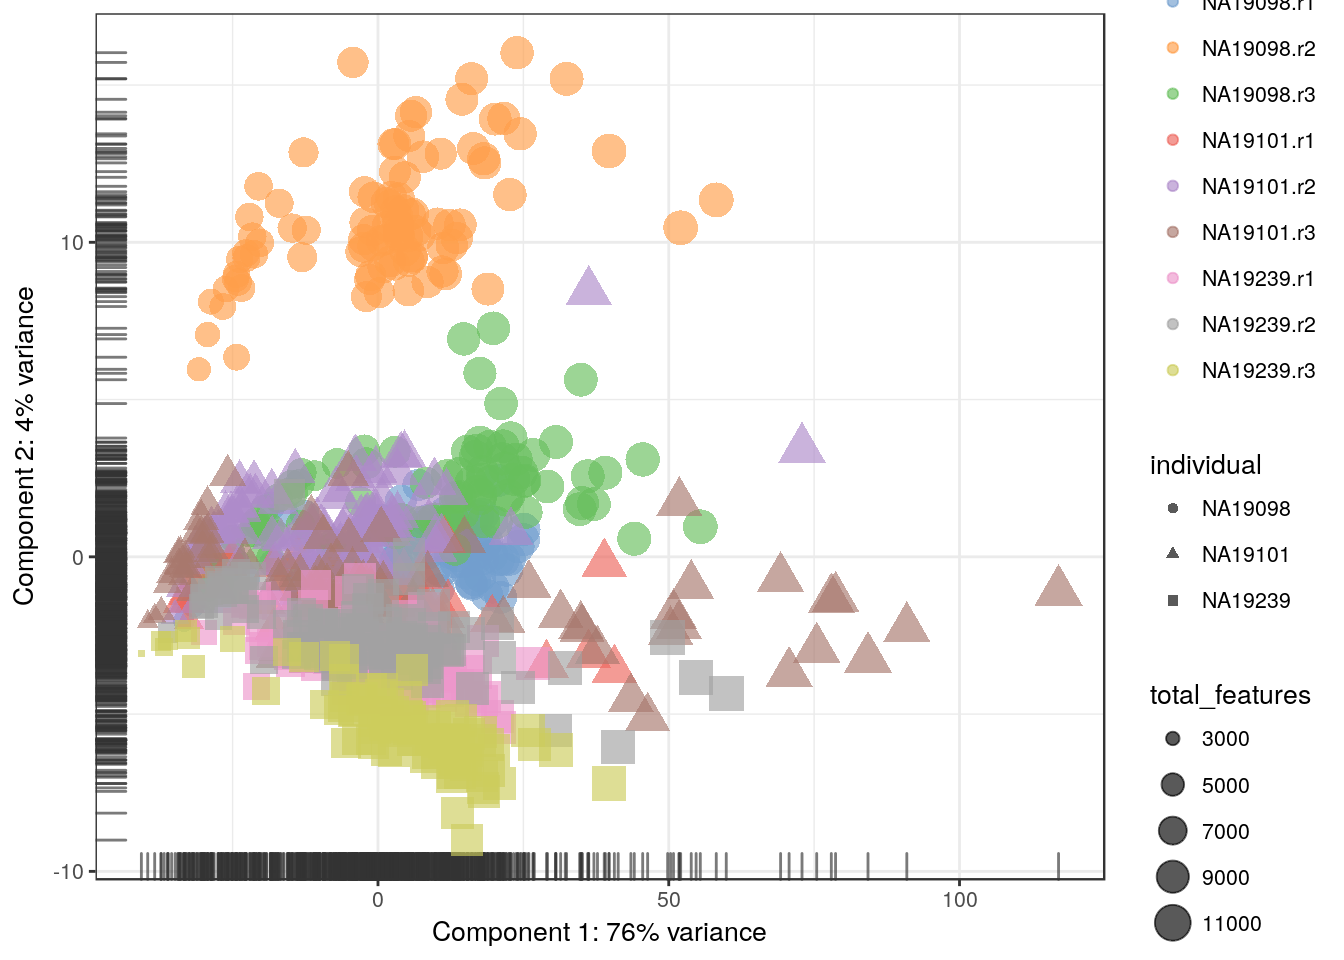 NA19098.r1
NA19098.r2
NA19098.r3
NA19101.r1
NA19101.r2
NA19101.r3
NA19239.r1
NA19239.r2
NA19239.r3
individual
NA19098
NA19101
NA19239
total_features
3000
5000
7000
9000
11000
Component 2: 4% variance
10
0
-10
0
50
100
Component 1: 76% variance